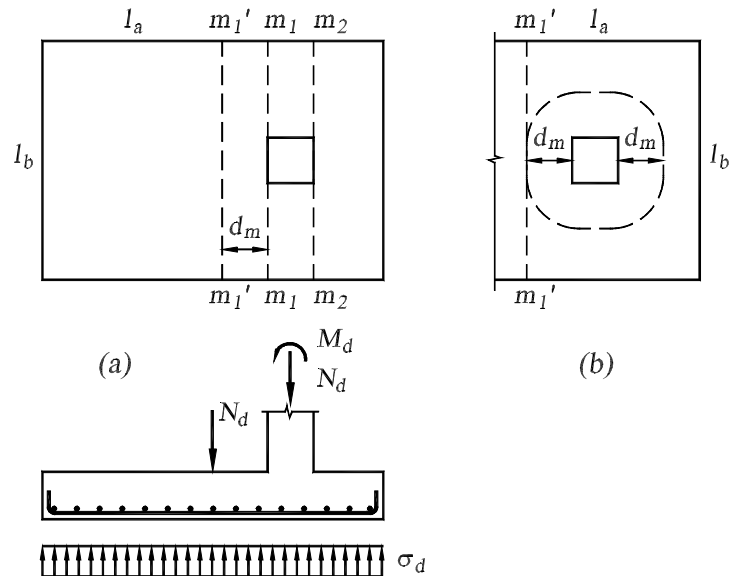 l_a m_1' m_1 m_2
l_b
d_m
m_1' m_1 m_2
(a)
m_1' l_a
d_m d_m
l_b
m_1'
(b)
M_d
N_d
N_d
σ_d